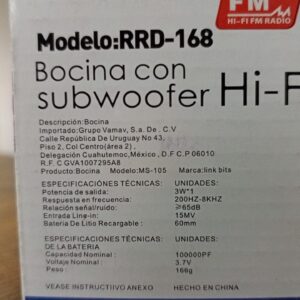 FM
HI-FI FM RADIO
Modelo:RRD-168
Bocina con
subwoofer Hi-F
Descripción:Bocina
Importado:Grupo Vamav, S.a. De . C.V
Calle República De Uruguay No 43,
Piso 2, Col Centro(área2) ,
Delegación Cuahutemoc,México , D.F C.P 06010
R.F. C GVA1007295A8
Producto:Bocina Modelo:MS-105 Marca:link bits
ESPECIFICACIÓNES TÉCNICAS: UNIDADES:
Potencia de salida: 3W*1
Respuesta en frecuencia: 200HZ-8KHZ
Relación señal/ruido: ≥65dB
Entrada Line-in: 15MV
Bateria De Litio Recargable : 60mm
ESPECIFICACIÓNES TÉCNICAS UNIDADES:
DE LA BATERIA
Capacidad Nominal : 100000PF
Voltaje Nominal : 3.7V
Peso : 166g
VEASE INSTRUCTIVO ANEXO HECHO EN CHINA